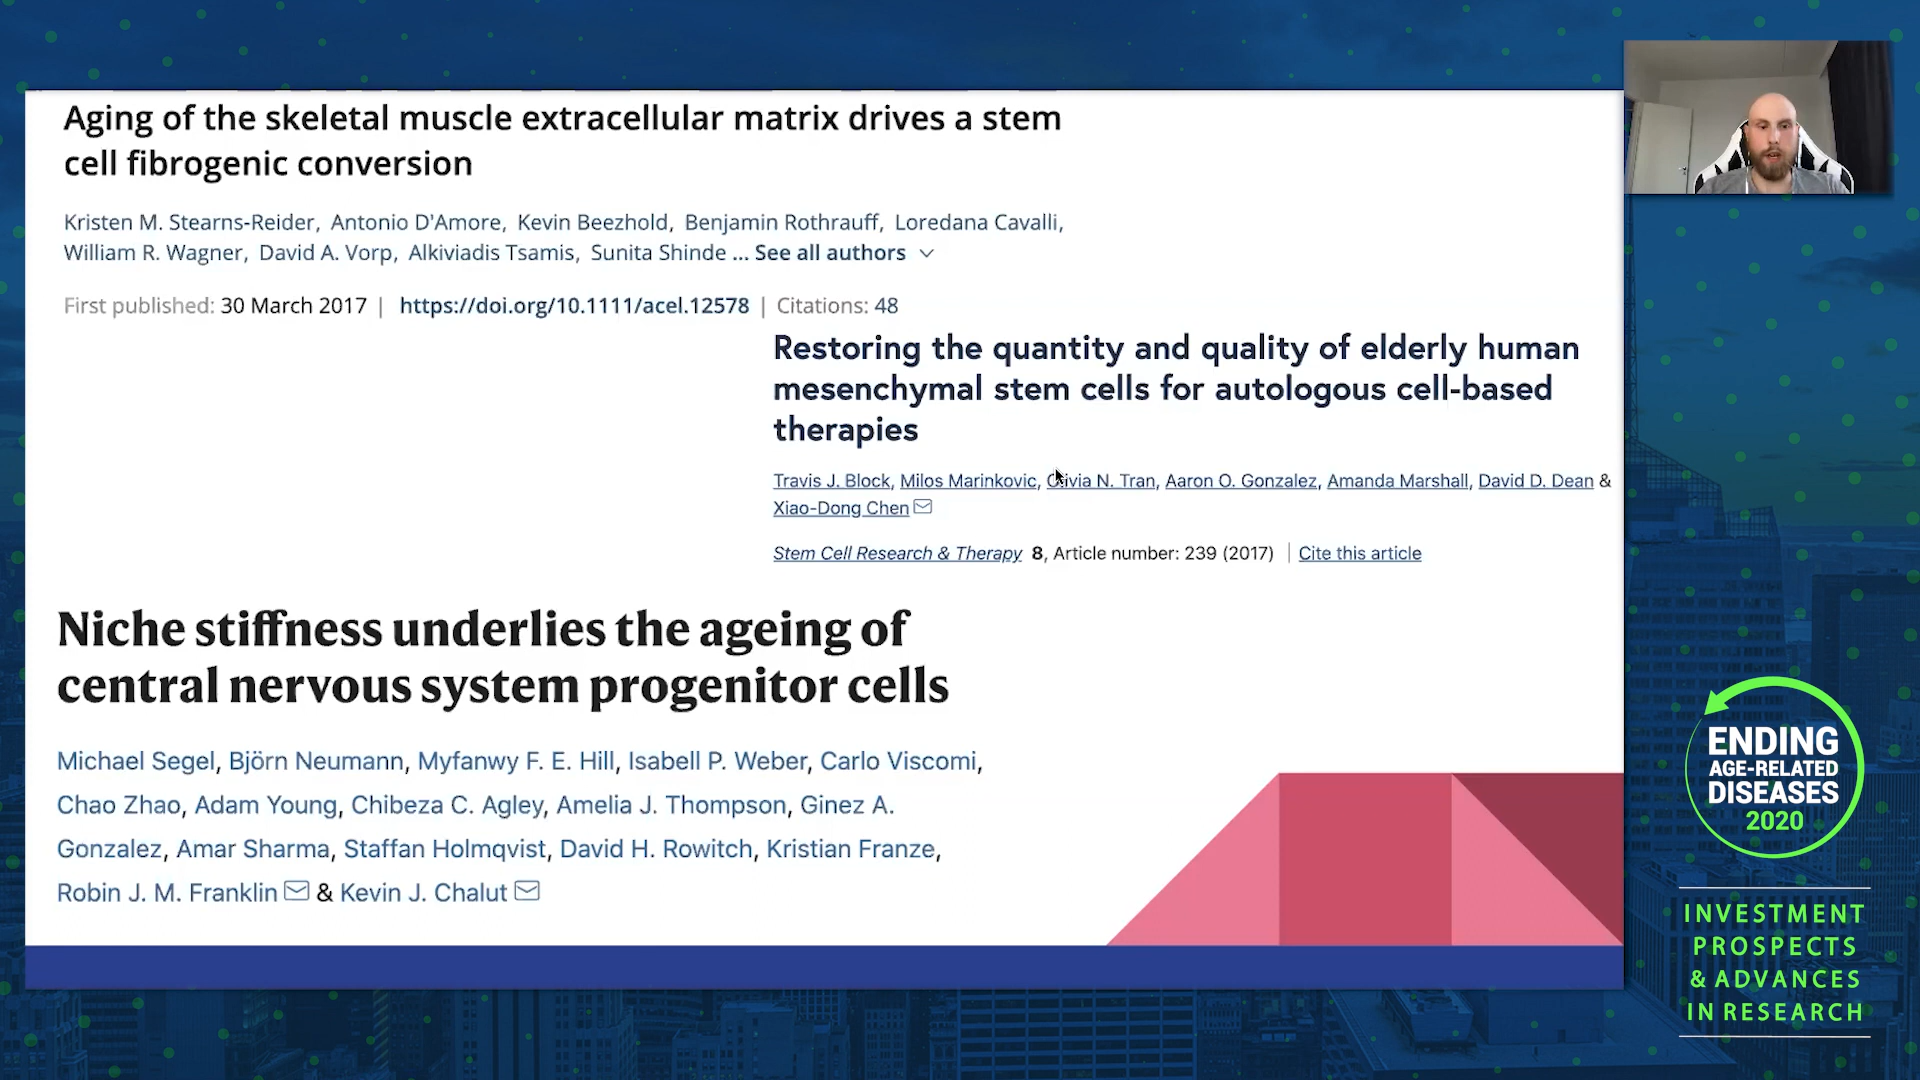 Aging of the skeletal muscle extracellular matrix drives a stem
cell fibrogenic conversion
Kristen M. Stearns-Reider, Antonio D'Amore, Kevin Beezhold, Benjamin Rothrauff, Loredana Cavalli,
William R. Wagner, David A. Vorp, Alkiviadis Tsamis, Sunita Shinde ... See all authors
First published: 30 March 2017 | https://doi.org/10.1111/acel.12578 | Citations: 48
Restoring the quantity and quality of elderly human
mesenchymal stem cells for autologous cell-based
therapies
Travis J. Block, Milos Marinkovic, Olivia N. Tran, Aaron O. Gonzalez, Amanda Marshall, David D. Dean &
Xiao-Dong Chen
Stem Cell Research & Therapy 8, Article number: 239 (2017) | Cite this article
Niche stiffness underlies the ageing of
central nervous system progenitor cells
Michael Segel, Björn Neumann, Myfanwy F. E. Hill, Isabell P. Weber, Carlo Viscomi,
Chao Zhao, Adam Young, Chibeza C. Agley, Amelia J. Thompson, Ginez A.
Gonzalez, Amar Sharma, Staffan Holmqvist, David H. Rowitch, Kristian Franze,
Robin J. M. Franklin & Kevin J. Chalut
ENDING
AGE-RELATED
DISEASES
2020
INVESTMENT
PROSPECTS
& ADVANCES
IN RESEARCH